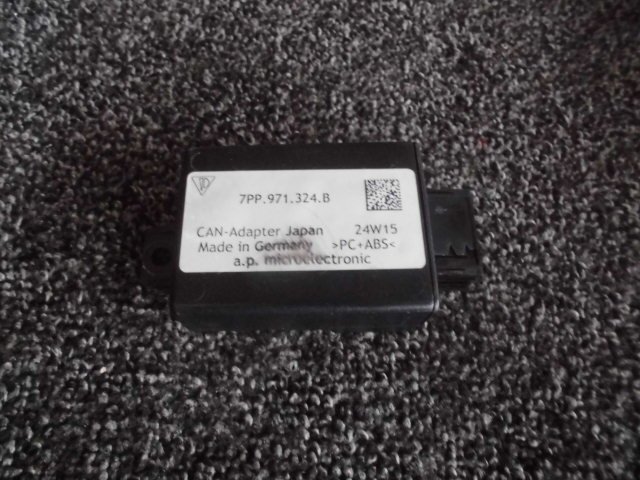 7PP.971.324.B
CAN-Adapter Japan 24W15
Made in Germany >PC+ABS<
a.p. microelectronic